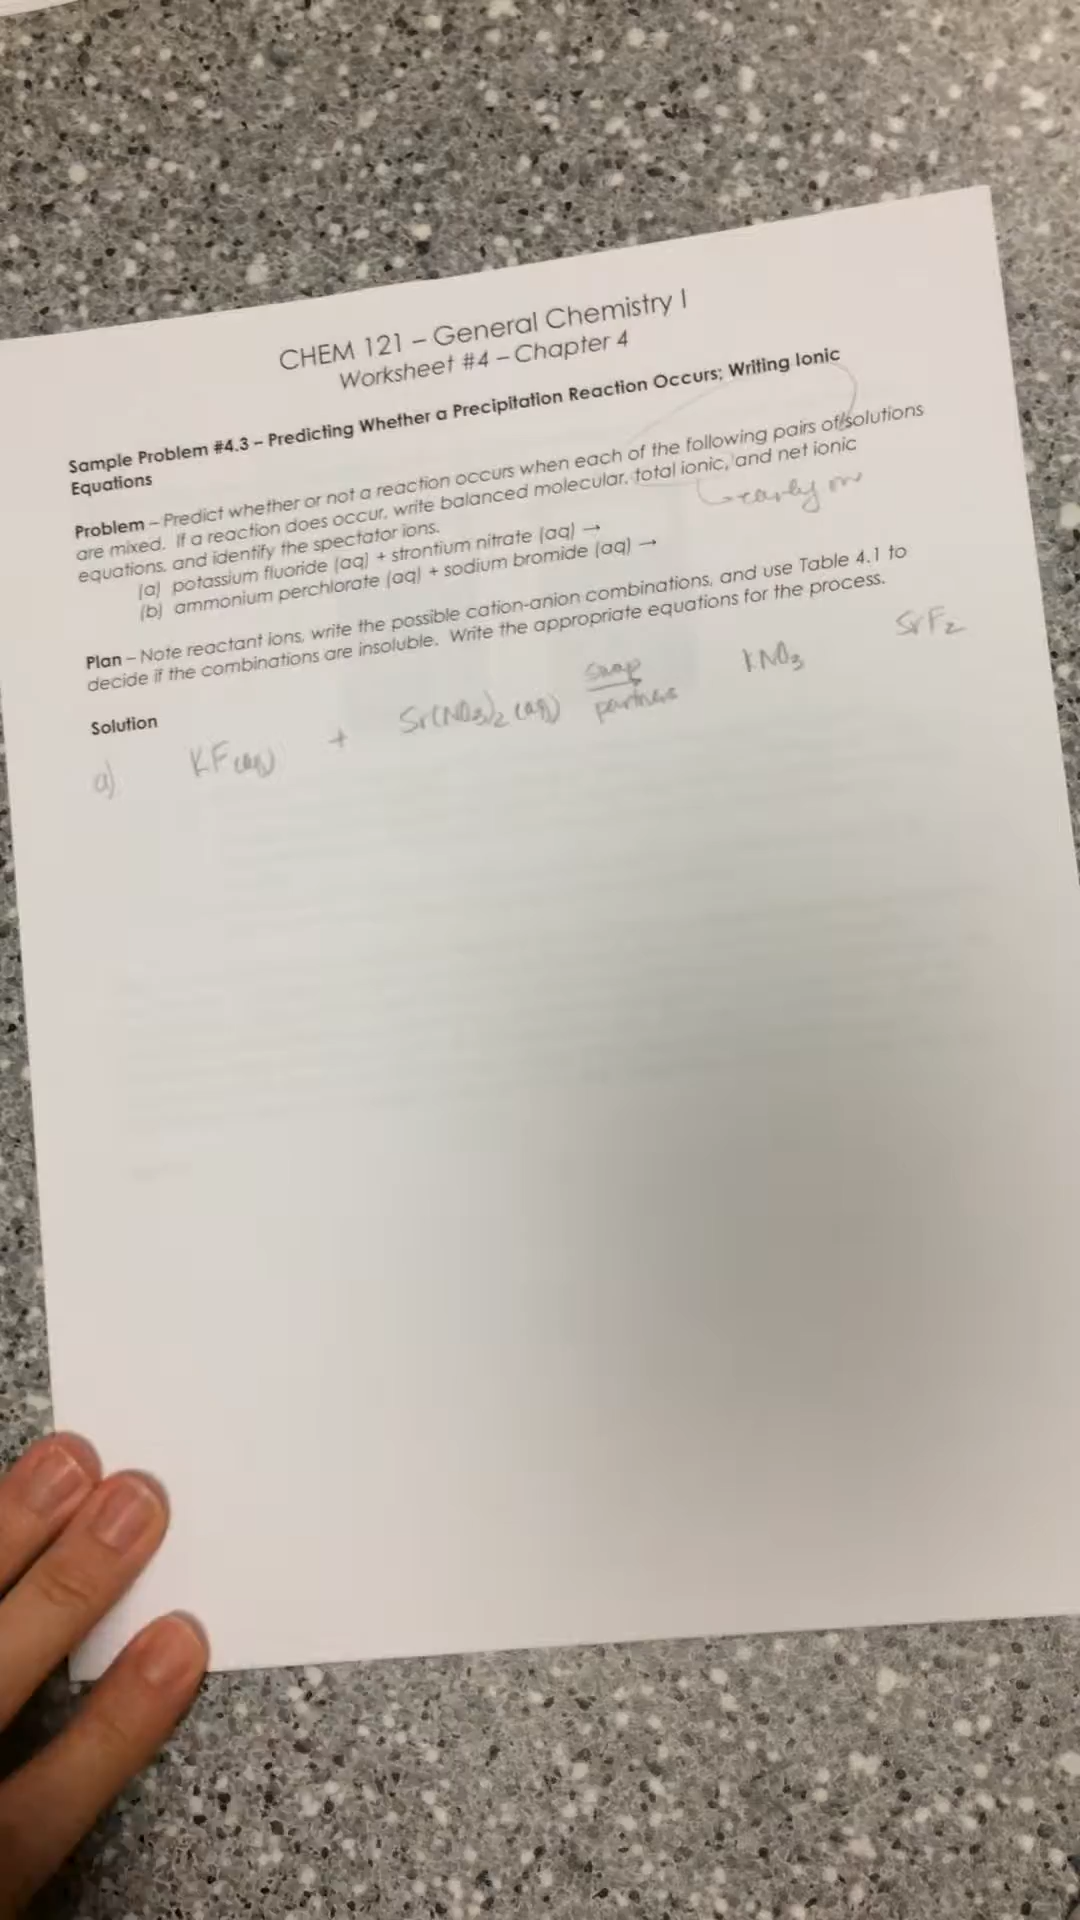 CHEM 121 – General Chemistry I
Worksheet #4 – Chapter 4
Sample Problem #4.3 – Predicting Whether a Precipitation Reaction Occurs; Writing Ionic
Equations
Problem – Predict whether or not a reaction occurs when each of the following pairs of solutions
are mixed. If a reaction does occur, write balanced molecular, total ionic, and net ionic
equations, and identify the spectator ions.
(a) potassium fluoride (aq) + strontium nitrate (aq) →
(b) ammonium perchlorate (aq) + sodium bromide (aq) →
Plan – Note reactant ions, write the possible cation-anion combinations, and use Table 4.1 to
decide if the combinations are insoluble. Write the appropriate equations for the process.
Solution
a) KF(aq) + Sr(NO3)2 (aq) swap partners KNO3 SrF2